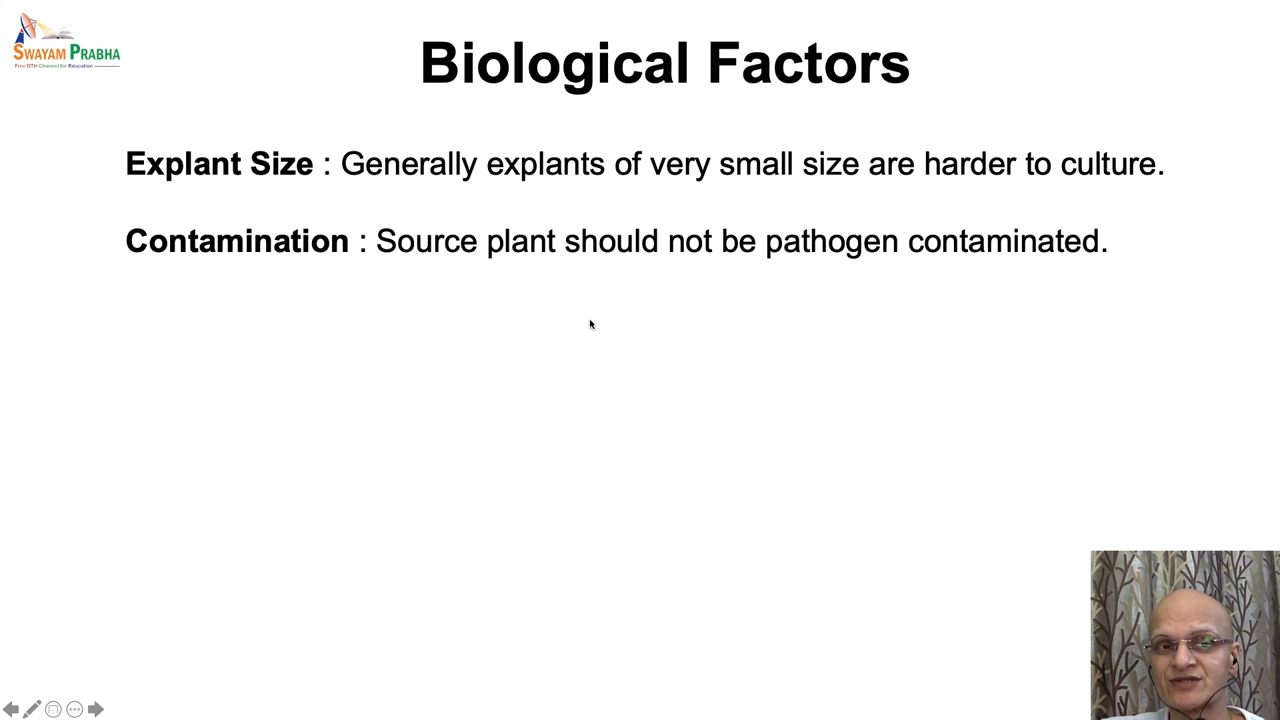 SWAYAM PRABHA
Free DTH Channel for Education
Biological Factors
Explant Size : Generally explants of very small size are harder to culture.
Contamination : Source plant should not be pathogen contaminated.